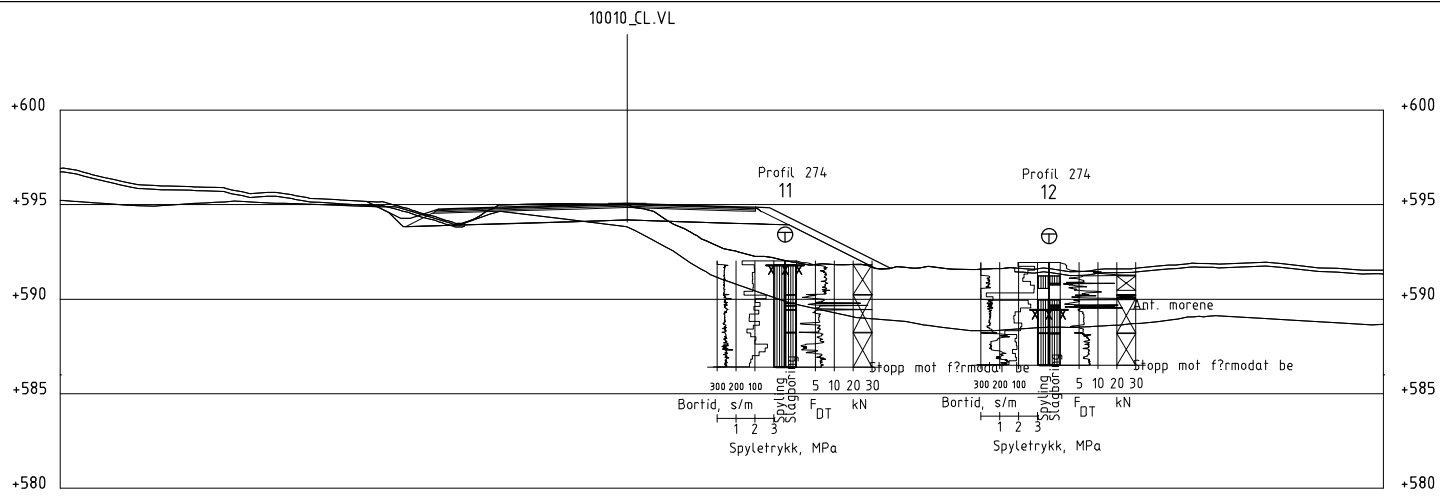 10010_CL.VL
+600 +600
Profil 274 Profil 274
11 12
+595 +595
+590 +590
Ant. morene
Stopp mot f?rmodat be Stopp mot f?rmodat be
+585 +585
300 200 100 Spyling Slagboring 5 10 20 30 300 200 100 Spyling Slagboring 5 10 20 30
Bortid, s/m FDT kN Bortid, s/m FDT kN
1 2 3 1 2 3
Spyletrykk, MPa Spyletrykk, MPa
+580 +580